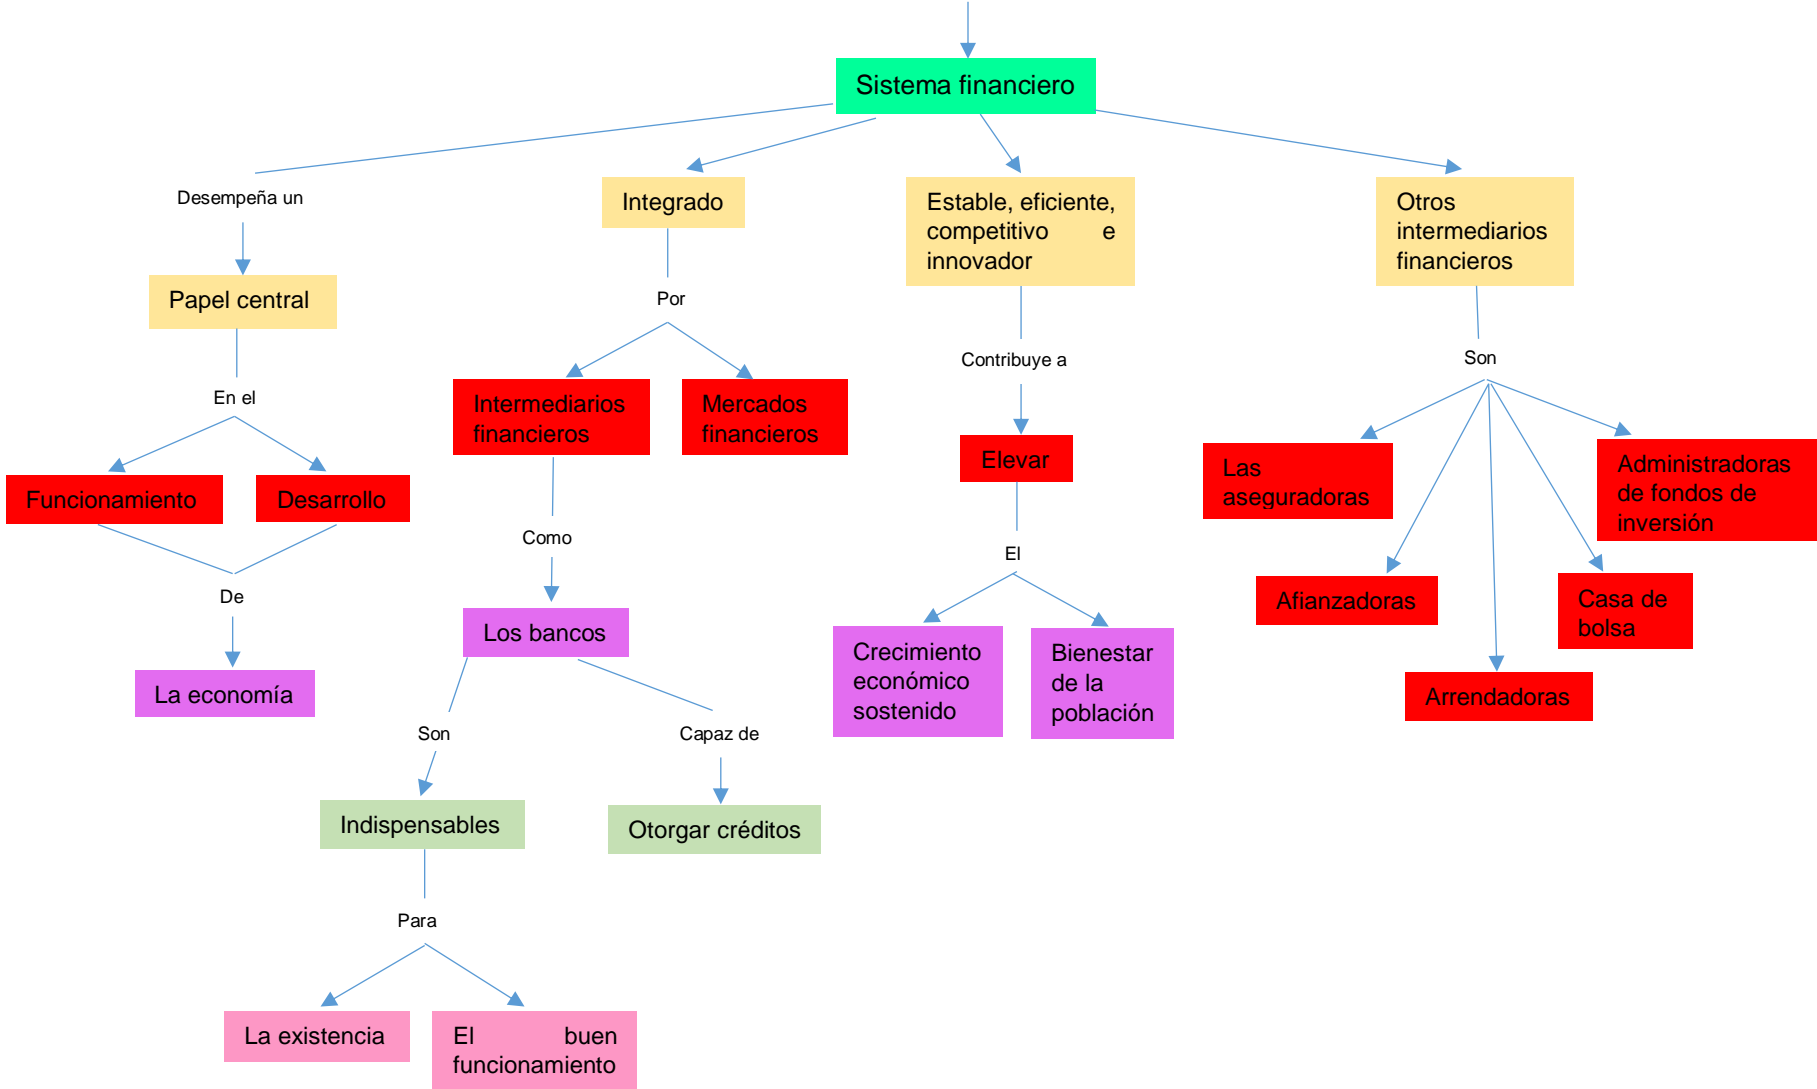 Sistema financiero
Desempeña un
Integrado
Estable, eficiente,
competitivo e
innovador
Otros
intermediarios
financieros
Papel central
Por
Son
Contribuye a
En el
Intermediarios
financieros
Mercados
financieros
Elevar
Las
aseguradoras
Administradoras
de fondos de
inversión
Funcionamiento
Desarrollo
Como
El
De
Afianzadoras
Casa de
bolsa
Los bancos
Crecimiento
económico
sostenido
Bienestar
de la
población
La economía
Arrendadoras
Son
Capaz de
Indispensables
Otorgar créditos
Para
La existencia
El buen
funcionamiento